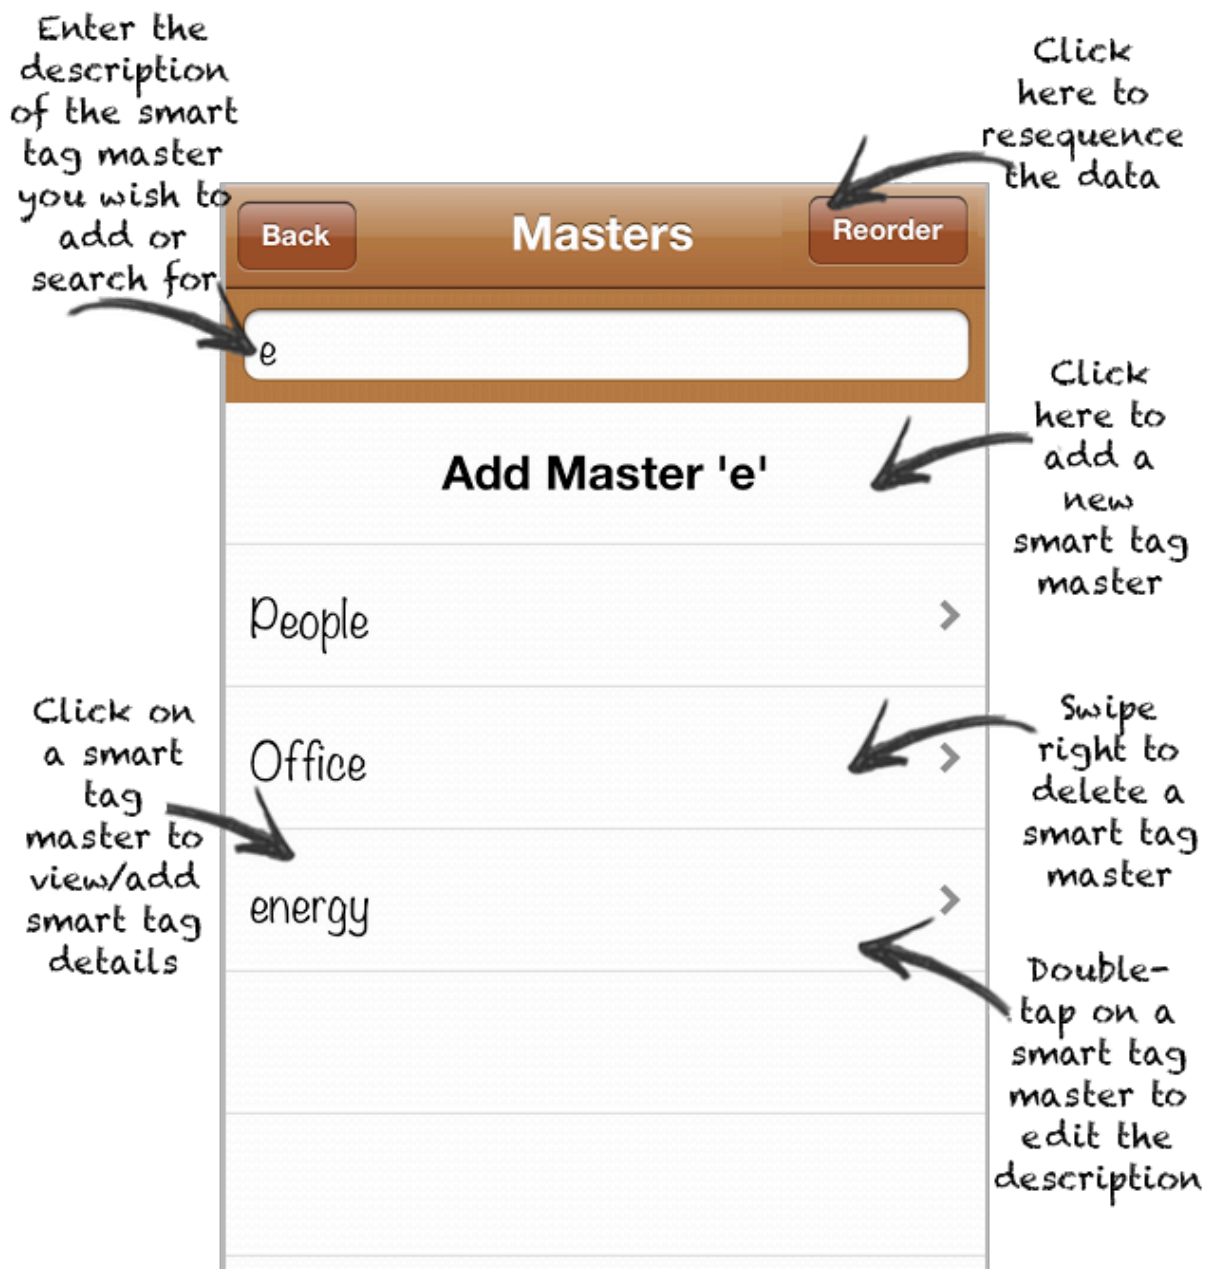 Enter the
description
of the smart
tag master
you wish to
add or
search for
Click
here to
resequence
the data
Back
Masters
Reorder
e
Click
here to
add a
new
smart tag
master
Add Master 'e'
People
Office
energy
Click on
a smart
tag
master to
view/add
smart tag
details
Swipe
right to
delete a
smart tag
master
Double-
tap on a
smart tag
master to
edit the
description